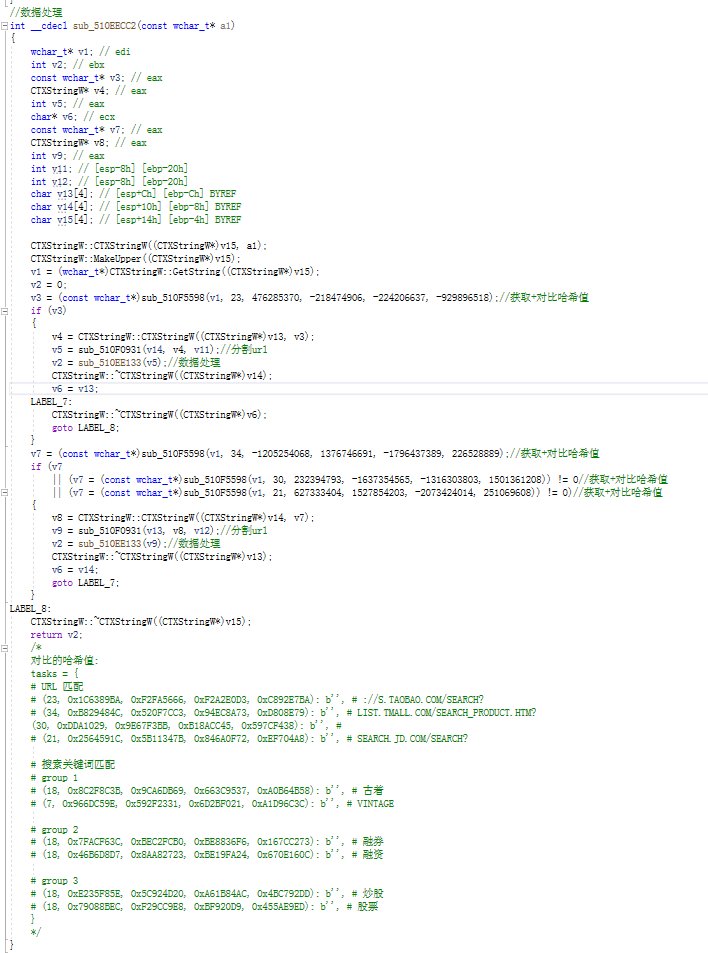 //数据处理
int __cdecl sub_510EECC2(const wchar_t* a1)
{
wchar_t* v1; // edi
int v2; // ebx
const wchar_t* v3; // eax
CTXStringW* v4; // eax
int v5; // eax
char* v6; // ecx
const wchar_t* v7; // eax
CTXStringW* v8; // eax
int v9; // eax
int v11; // [esp-8h] [ebp-20h]
int v12; // [esp-8h] [ebp-20h]
char v13[4]; // [esp+Ch] [ebp-Ch] BYREF
char v14[4]; // [esp+10h] [ebp-8h] BYREF
char v15[4]; // [esp+14h] [ebp-4h] BYREF
CTXStringW::CTXStringW((CTXStringW*)v15, a1);
CTXStringW::MakeUpper((CTXStringW*)v15);
v1 = (wchar_t*)CTXStringW::GetString((CTXStringW*)v15);
v2 = 0;
v3 = (const wchar_t*)sub_510F5598(v1, 23, 476285370, -218474906, -224206637, -929896518);//获取+对比哈希值
if (v3)
{
v4 = CTXStringW::CTXStringW((CTXStringW*)v13, v3);
v5 = sub_510F0931(v14, v4, v11);//分割url
v2 = sub_510EE133(v5);//数据处理
CTXStringW::~CTXStringW((CTXStringW*)v14);
v6 = v13;
LABEL_7:
CTXStringW::~CTXStringW((CTXStringW*)v6);
goto LABEL_8;
}
v7 = (const wchar_t*)sub_510F5598(v1, 34, -1205254068, 1376746691, -1796437389, 226528889);//获取+对比哈希值
if (v7
|| (v7 = (const wchar_t*)sub_510F5598(v1, 30, 232394793, -1637354565, -1316303803, 1501361208)) != 0//获取+对比哈希值
|| (v7 = (const wchar_t*)sub_510F5598(v1, 21, 627333404, 1527854203, -2073424014, 251069608)) != 0)//获取+对比哈希值
{
v8 = CTXStringW::CTXStringW((CTXStringW*)v14, v7);
v9 = sub_510F0931(v13, v8, v12);//分割url
v2 = sub_510EE133(v9);//数据处理
CTXStringW::~CTXStringW((CTXStringW*)v13);
v6 = v14;
goto LABEL_7;
}
LABEL_8:
CTXStringW::~CTXStringW((CTXStringW*)v15);
return v2;
/*
对比的哈希值:
tasks = {
# URL 匹配
# (23, 0x1C6389BA, 0xF2FA5666, 0xF2A2E0D3, 0xC892E7BA): b'', # ://S.TAOBAO.COM/SEARCH?
# (34, 0xB829484C, 0x520F7CC3, 0x94EC8A73, 0xD808E79): b'', # LIST.TMALL.COM/SEARCH_PRODUCT.HTM?
(30, 0xDDA1029, 0x9E67F3BB, 0xB18ACC45, 0x597CF438): b'', #
# (21, 0x2564591C, 0x5B11347B, 0x846A0F72, 0xEF704A8): b'', # SEARCH.JD.COM/SEARCH?
# 搜索关键词匹配
# group 1
# (18, 0x8C2F8C3B, 0x9CA6DB69, 0x663C9537, 0xA0B64B58): b'', # 古着
# (7, 0x966DC59E, 0x592F2331, 0x6D2BF021, 0xA1D96C3C): b'', # VINTAGE
# group 2
# (18, 0x7FACF63C, 0xBEC2FCB0, 0xBE8836F6, 0x167CC273): b'', # 融券
# (18, 0x46B6D8D7, 0x8AA82723, 0xBE19FA24, 0x670E160C): b'', # 融资
# group 3
# (18, 0xE235F85E, 0x5C924D20, 0xA61B84AC, 0x4BC792DD): b'', # 炒股
# (18, 0x79088BEC, 0xF29CC9E8, 0xBF920D9, 0x455AE9ED): b'', # 股票
}
*/
}